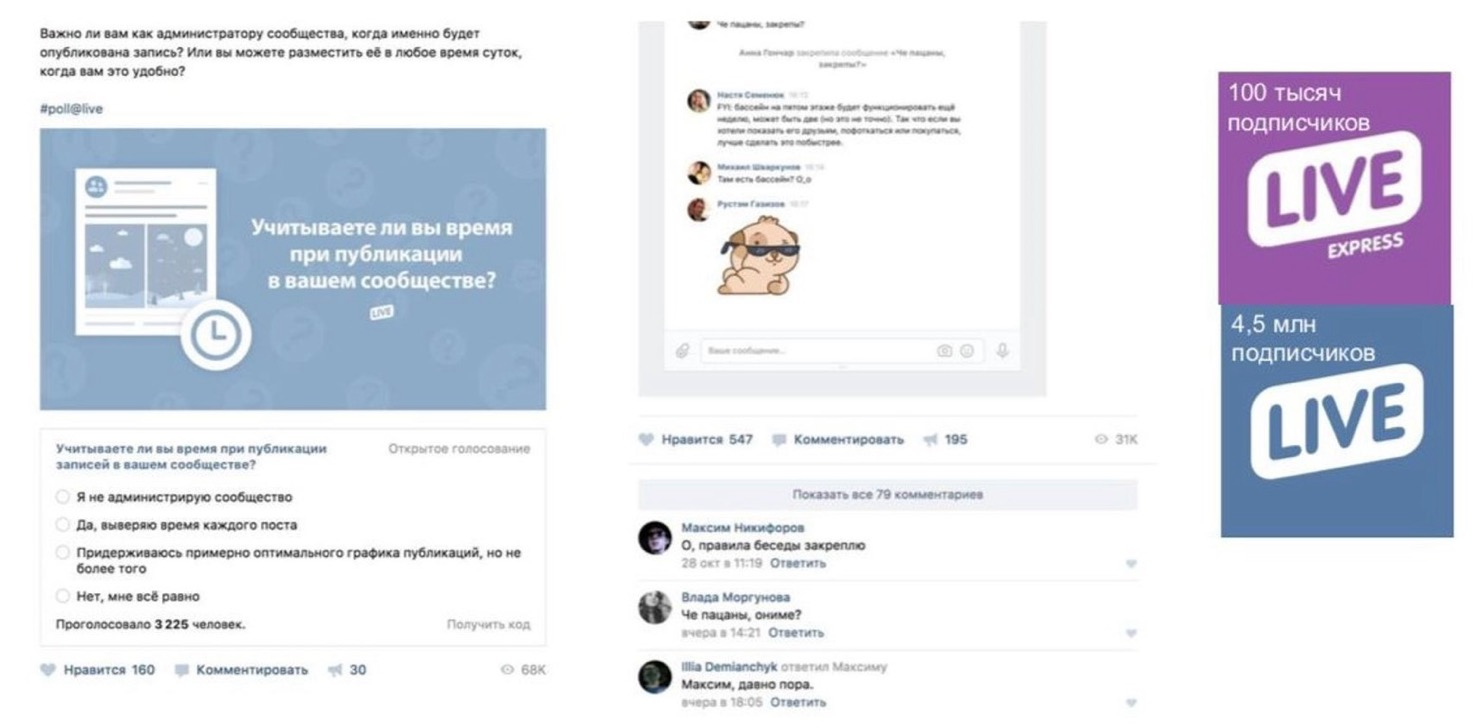 Важно ли вам как администратору сообщества, когда именно будет
опубликована запись? Или вы можете разместить её в любое время суток,
когда вам это удобно?
#poll@live
Учитываете ли вы время
при публикации
в вашем сообществе?
LIVE
Учитываете ли вы время при публикации
записей в вашем сообществе?
Открытое голосование
Я не администрирую сообщество
Да, выверяю время каждого поста
Придерживаюсь примерно оптимального графика публикаций, но не
более того
Нет, мне всё равно
Проголосовало 3 225 человек.
Получить код
Нравится 160 Комментировать 30 68K
Че пацаны, закрепы?
Анна Гончар закрепила сообщение «Че пацаны,
закрепы?»
Настя Семенюк 16:12
FYI: бассейн на пятом этаже будет функционировать ещё
неделю, может быть две (но это не точно). Так что если вы
хотели показать его друзьям, пофоткаться или покупаться,
лучше сделать это побыстрее.
Михаил Шваркунов 16:16
Там есть бассейн? O_o
Рустэм Газизов 16:17
Ваше сообщение...
Нравится 547 Комментировать 195 31K
Показать все 79 комментариев
Максим Никифоров
О, правила беседы закреплю
28 окт в 11:19 Ответить
Влада Моргунова
Че пацаны, ониме?
вчера в 14:21 Ответить
Illia Demianchyk ответил Максиму
Максим, давно пора.
вчера в 18:05 Ответить
100 тысяч
подписчиков
LIVE
EXPRESS
4,5 млн
подписчиков
LIVE